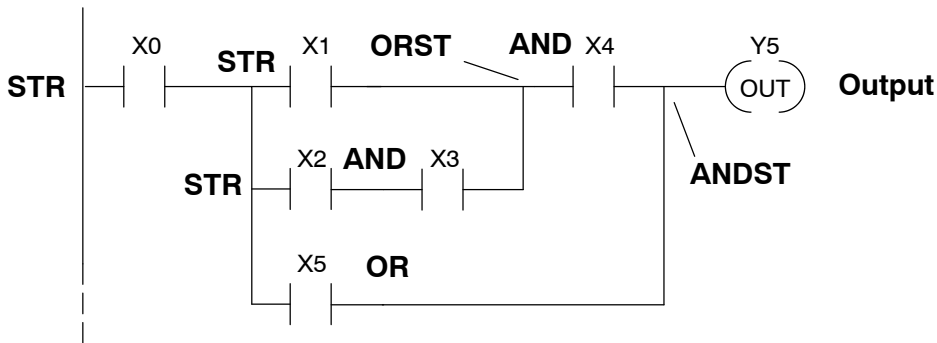 X0 X1 ORST AND X4 Y5
STR STR OUT Output
X2 AND X3
STR ANDST
X5 OR